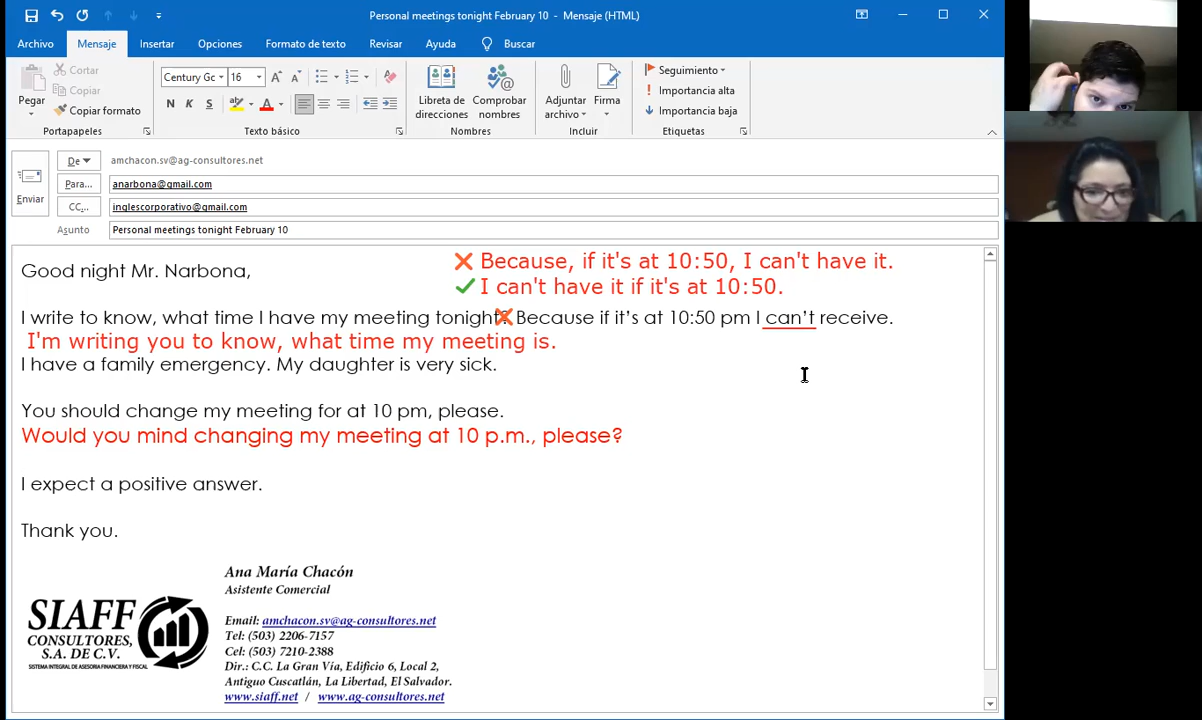 Personal meetings tonight February 10 - Mensaje (HTML)
Archivo Mensaje Insertar Opciones Formato de texto Revisar Ayuda Buscar
Cortar
Copiar
Pegar
Copiar formato
Century Gc 16
N K S
Libreta de direcciones
Comprobar nombres
Adjuntar archivo
Firma
Seguimiento
Importancia alta
Importancia baja
Portapapeles Texto básico Nombres Incluir Etiquetas
De amchacon.sv@ag-consultores.net
Para... anarbona@gmail.com
Enviar
CC... inglescorporativo@gmail.com
Asunto Personal meetings tonight February 10
Because, if it's at 10:50, I can't have it.
Good night Mr. Narbona,
I can't have it if it's at 10:50.
I write to know, what time I have my meeting tonight? Because if it’s at 10:50 pm I can’t receive.
I'm writing you to know, what time my meeting is.
I have a family emergency. My daughter is very sick.
You should change my meeting for at 10 pm, please.
Would you mind changing my meeting at 10 p.m., please?
I expect a positive answer.
Thank you.
Ana María Chacón
Asistente Comercial
SIAFF
CONSULTORES,
S.A. DE C.V.
SISTEMA INTEGRAL DE ASESORIA FINANCIERA Y FISCAL
Email: amchacon.sv@ag-consultores.net
Tel: (503) 2206-7157
Cel: (503) 7210-2388
Dir.: C.C. La Gran Vía, Edificio 6, Local 2,
Antiguo Cuscatlán, La Libertad, El Salvador.
www.siaff.net / www.ag-consultores.net